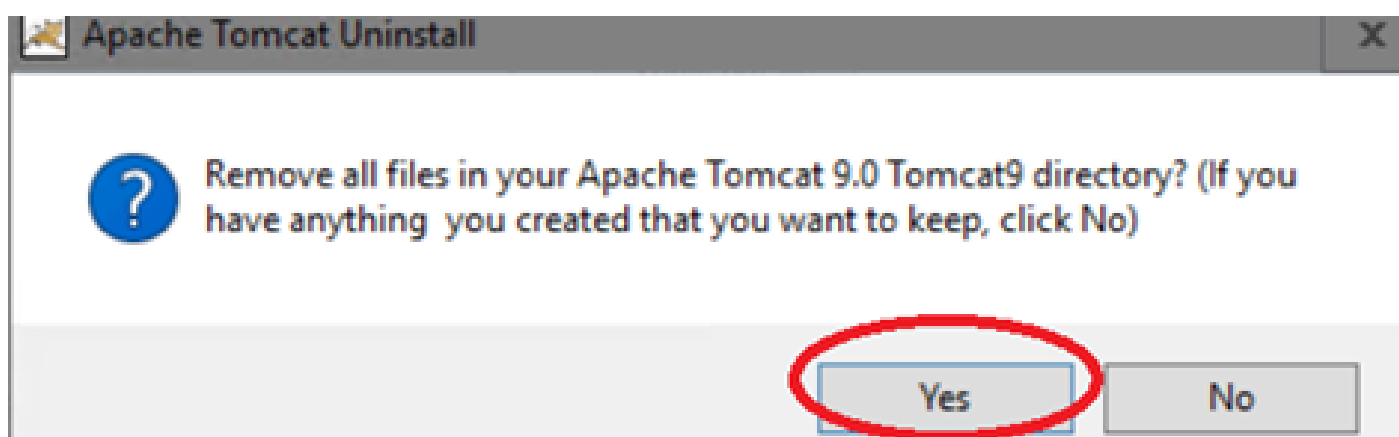 Apache Tomcat Uninstall
Remove all files in your Apache Tomcat 9.0 Tomcat9 directory? (If you
have anything  you created that you want to keep, click No)
Yes No